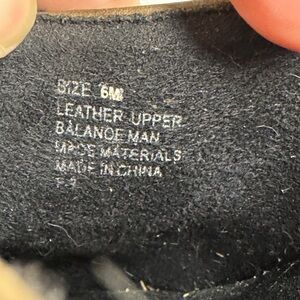 SIZE 6M
LEATHER UPPER
BALANCE MAN
MADE MATERIALS
MADE IN CHINA